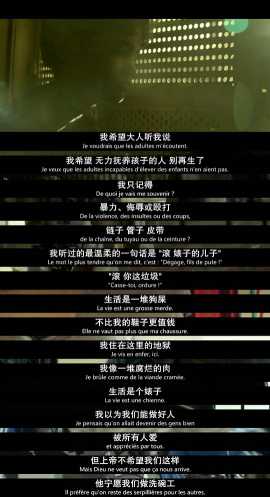 我希望大人听我说
Je voudrais que les adultes m'écoutent.
我希望 无力抚养孩子的人 别再生了
Je veux que les adultes incapables d'élever des enfants n'en aient pas.
我只记得
De quoi je vais me souvenir ?
暴力、侮辱或殴打
De la violence, des insultes ou des coups,
链子 管子 皮带
de la chaîne, du tuyau ou de la ceinture ?
我听过的最温柔的一句话是 "滚 婊子的儿子"
Le mot le plus tendre qu'on me dit, c'est : "Dégage, fils de pute !"
"滚 你这垃圾"
"Casse-toi, ordure !"
生活是一堆狗屎
La vie est une grosse merde.
不比我的鞋子更值钱
Elle ne vaut pas plus que ma chaussure.
我住在这里的地狱
Je vis en enfer, ici.
我像一堆腐烂的肉
Je brûle comme de la viande cramée.
生活是个婊子
La vie est une chienne.
我以为我们能做好人
Je pensais qu'on allait devenir des gens bien
被所有人爱
et appréciés par tous.
但上帝不希望我们这样
Mais Dieu ne veut pas que ça nous arrive.
他宁愿我们做洗碗工
Il préfère qu'on reste des serpillières pour les autres.